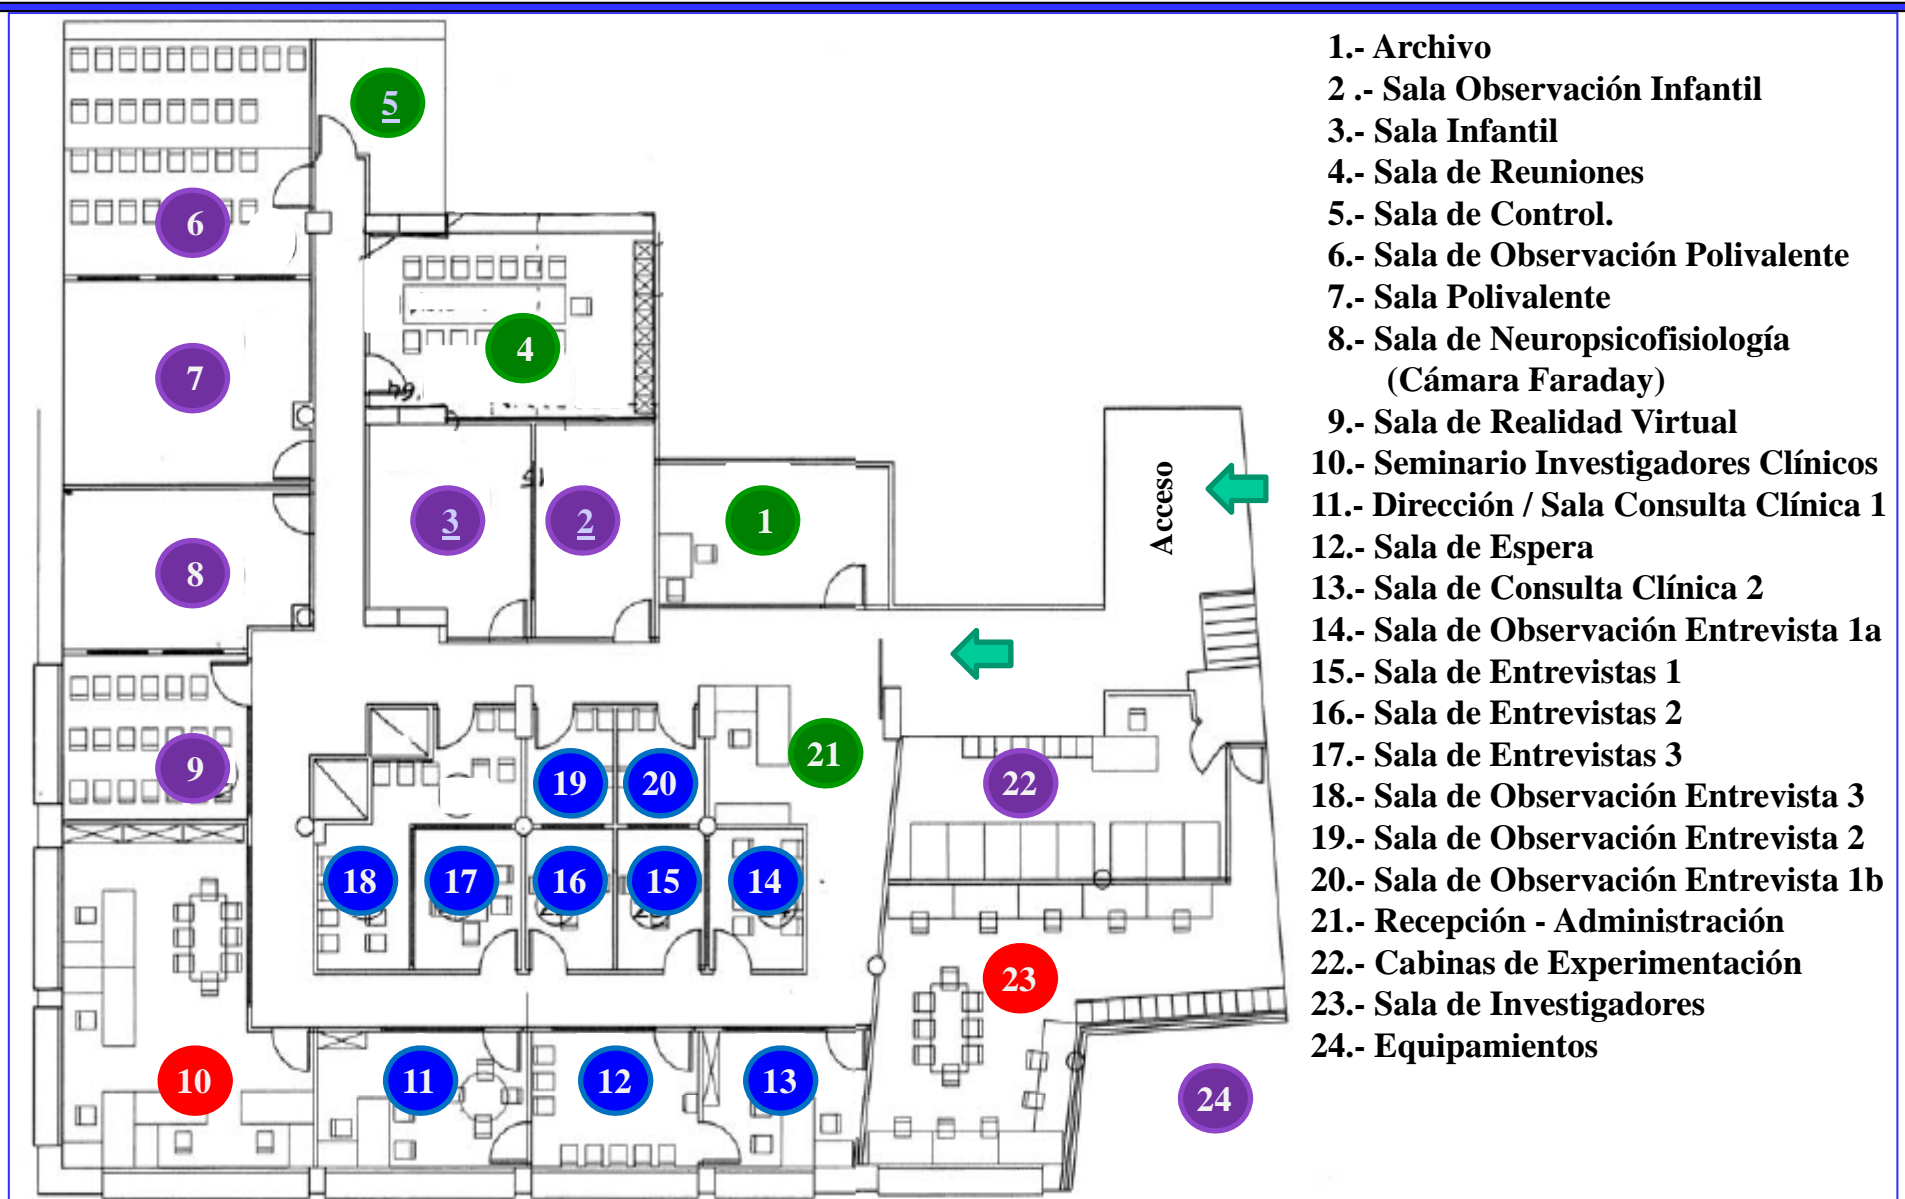 1.- Archivo
2 .- Sala Observación Infantil
3.- Sala Infantil
4.- Sala de Reuniones
5.- Sala de Control.
6.- Sala de Observación Polivalente
7.- Sala Polivalente
8.- Sala de Neuropsicofisiología
(Cámara Faraday)
9.- Sala de Realidad Virtual
10.- Seminario Investigadores Clínicos
11.- Dirección / Sala Consulta Clínica 1
12.- Sala de Espera
13.- Sala de Consulta Clínica 2
14.- Sala de Observación Entrevista 1a
15.- Sala de Entrevistas 1
16.- Sala de Entrevistas 2
17.- Sala de Entrevistas 3
18.- Sala de Observación Entrevista 3
19.- Sala de Observación Entrevista 2
20.- Sala de Observación Entrevista 1b
21.- Recepción - Administración
22.- Cabinas de Experimentación
23.- Sala de Investigadores
24.- Equipamientos
Acceso
5
6
4
7
3
2
1
8
9
19
20
21
22
18
17
16
15
14
23
10
11
12
13
24